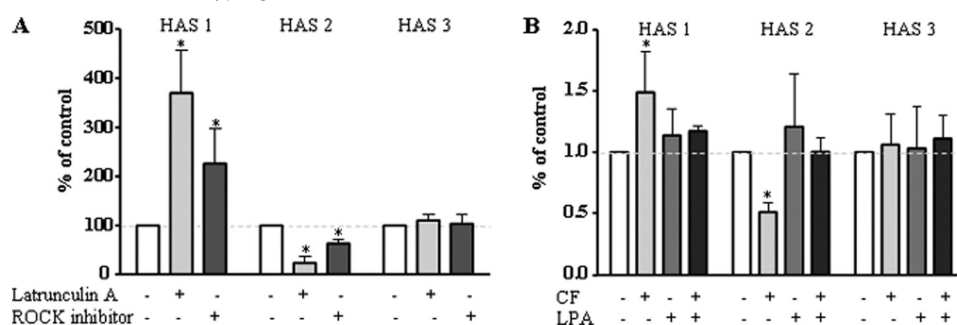 A HAS 1 HAS 2 HAS 3
% of control
500
400
300
200
100
0
* * * *
Latrunculin A - + - - + - - + -
ROCK inhibitor - - + - - + - - +
B HAS 1 HAS 2 HAS 3
% of control
2.0
1.5
1.0
0.5
0.0
* *
CF - + - + - + - + - + - +
LPA - - + + - - + + - - + +